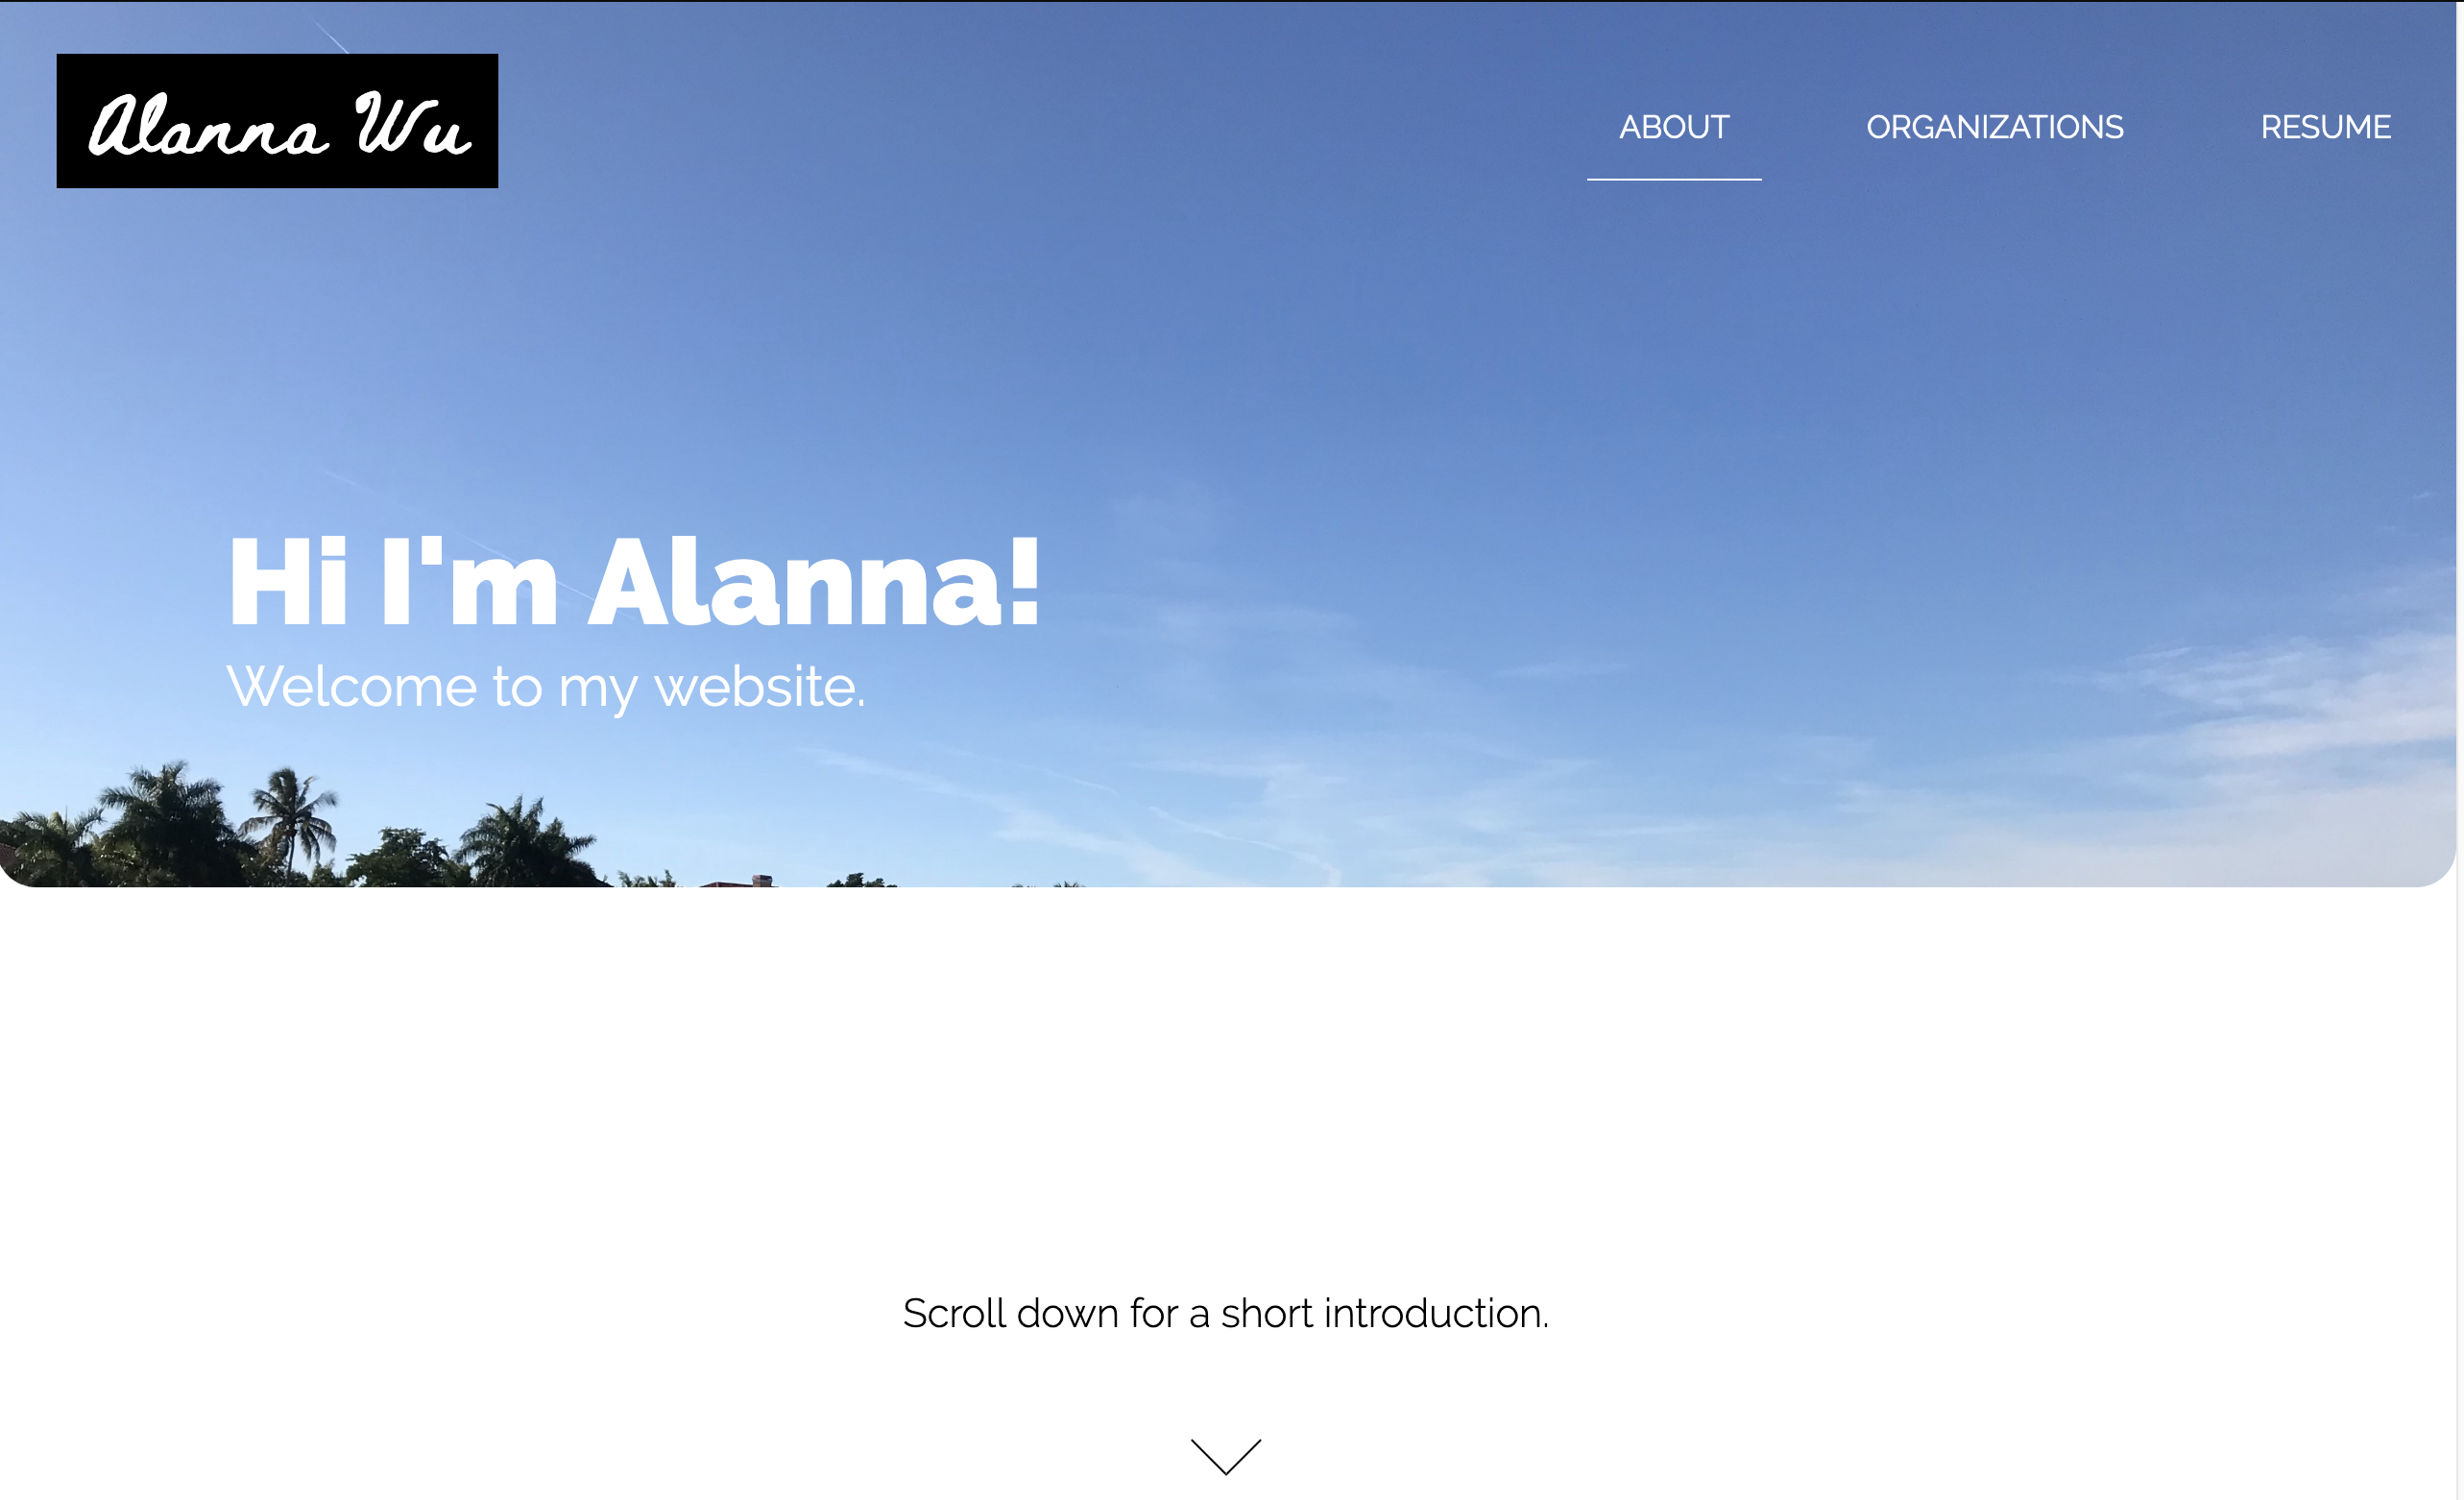 Alanna Wu
ABOUT
ORGANIZATIONS
RESUME
Hi I'm Alanna!
Welcome to my website.
Scroll down for a short introduction.